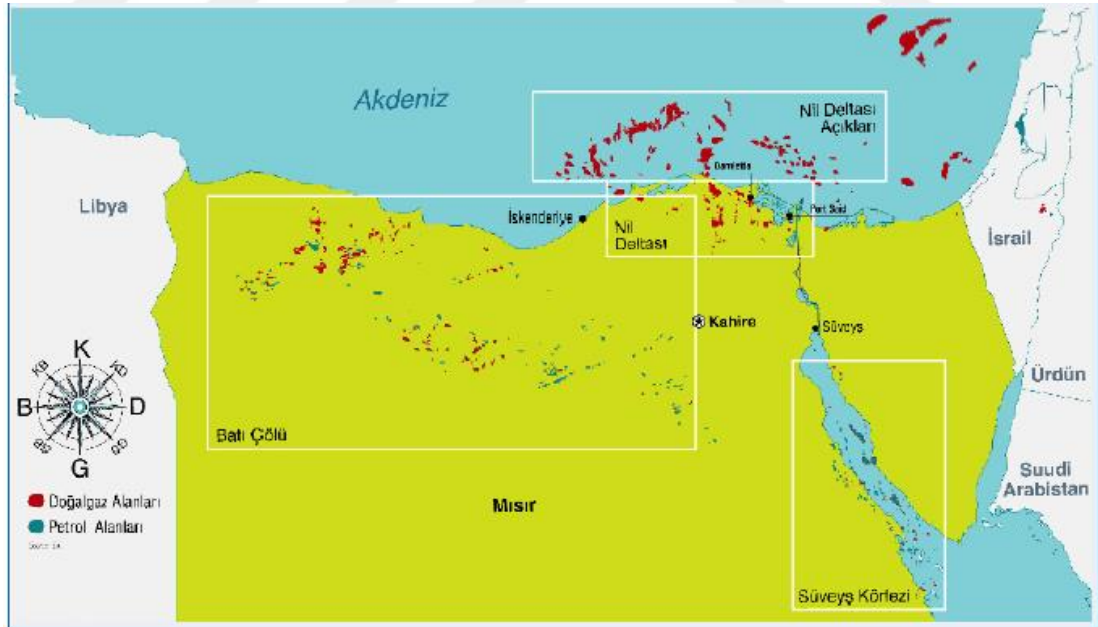 Akdeniz
Nil Deltası
Açıkları
Libya
Damietta
Port Said
İskenderiye
Nil
Deltası
İsrail
Kahire
Süveyş
K
KB
KD
B
D
GB
GD
G
Ürdün
Batı Çölü
Doğalgaz Alanları
Petrol Alanları
Mısır
Suudi
Arabistan
Süveyş Körfezi